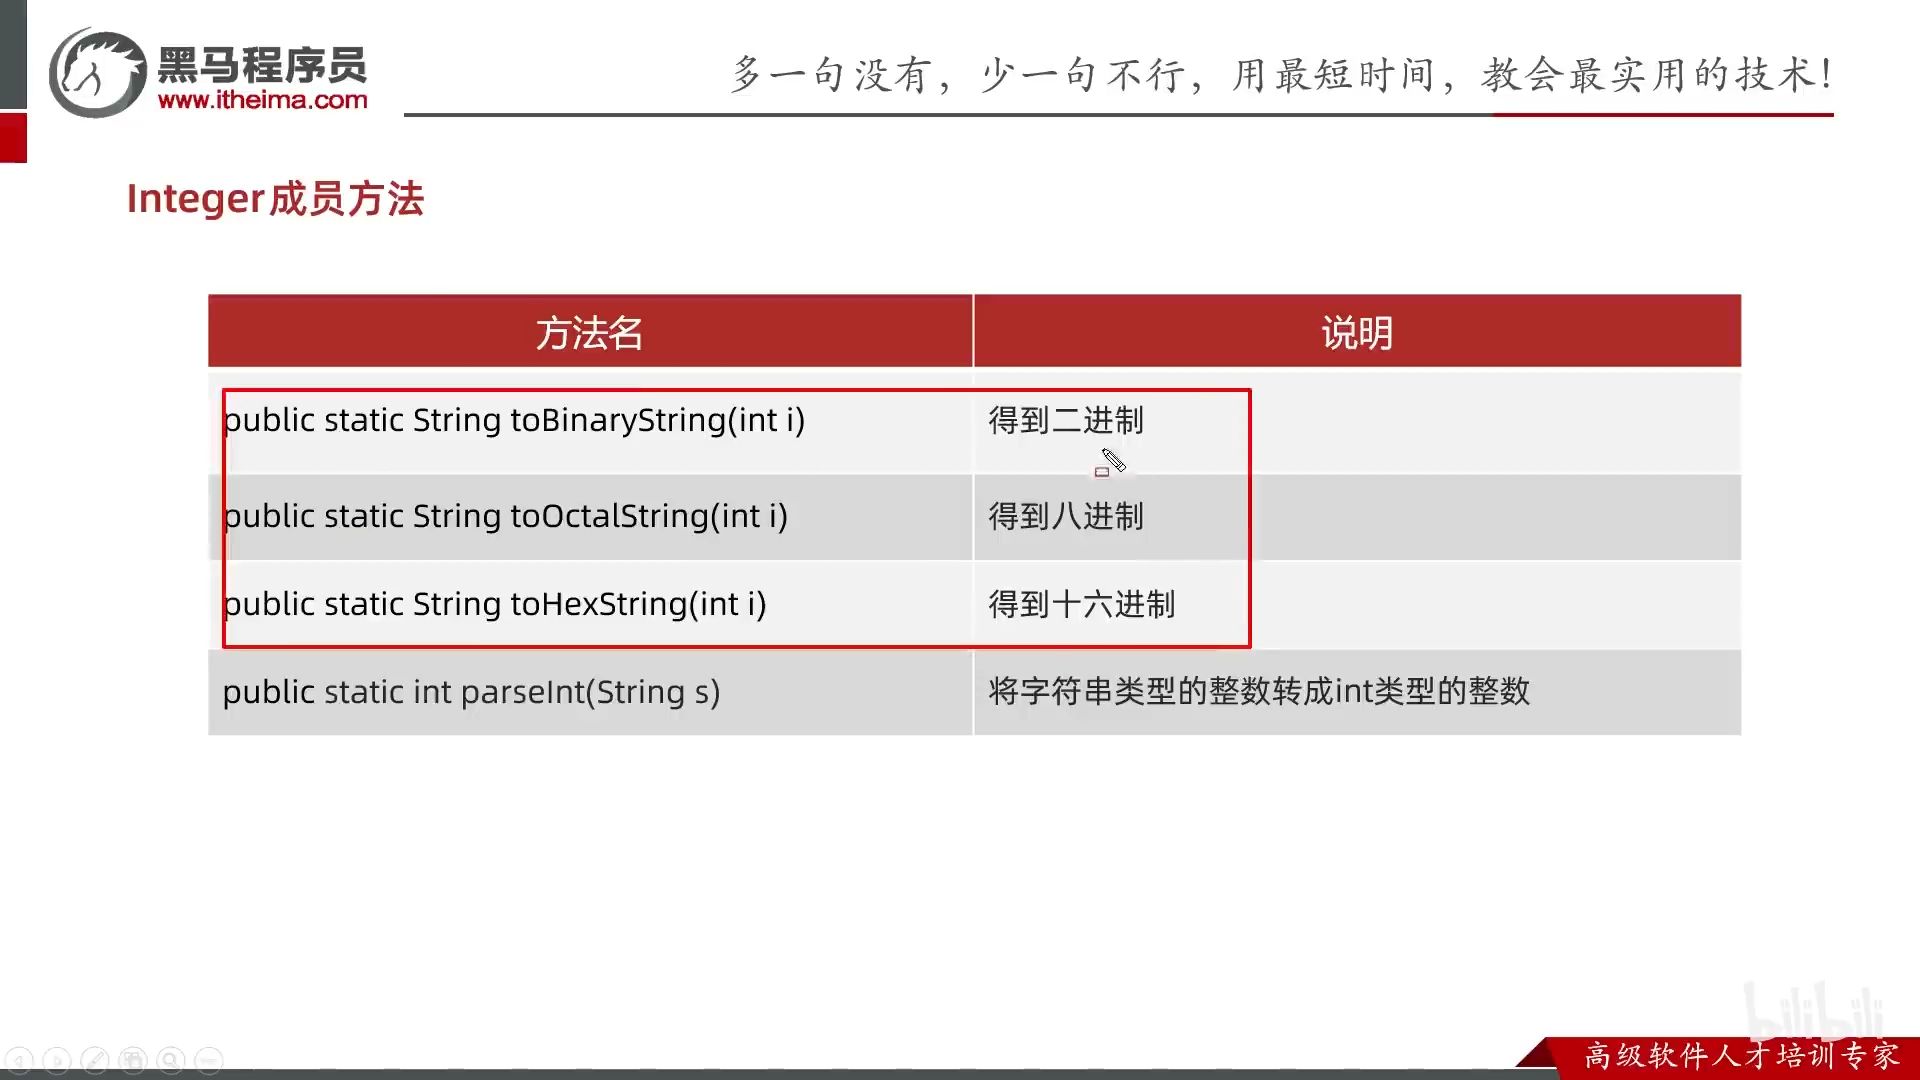 黑马程序员
www.itheima.com
多一句没有，少一句不行，用最短时间，教会最实用的技术！
Integer成员方法
方法名 说明
public static String toBinaryString(int i) 得到二进制
public static String toOctalString(int i) 得到八进制
public static String toHexString(int i) 得到十六进制
public static int parseInt(String s) 将字符串类型的整数转成int类型的整数
bilibili
高级软件人才培训专家